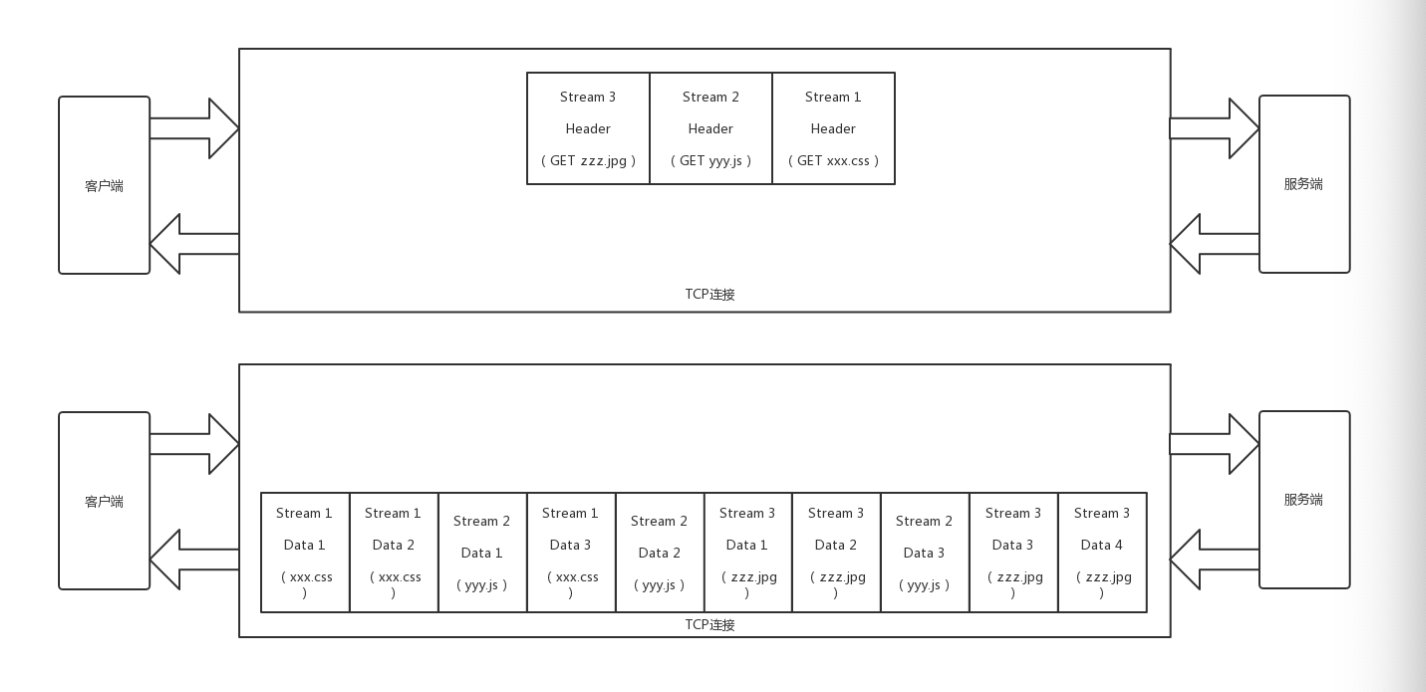 Stream 3
Header
( GET zzz.jpg )
Stream 2
Header
( GET yyy.js )
Stream 1
Header
( GET xxx.css )
客户端
服务端
TCP连接
客户端
服务端
Stream 1
Data 1
( xxx.css
)
Stream 1
Data 2
( xxx.css
)
Stream 2
Data 1
( yyy.js )
Stream 1
Data 3
( xxx.css
)
Stream 2
Data 2
( yyy.js )
Stream 3
Data 1
( zzz.jpg
)
Stream 3
Data 2
( zzz.jpg
)
Stream 2
Data 3
( yyy.js )
Stream 3
Data 3
( zzz.jpg
)
Stream 3
Data 4
( zzz.jpg
)
TCP连接